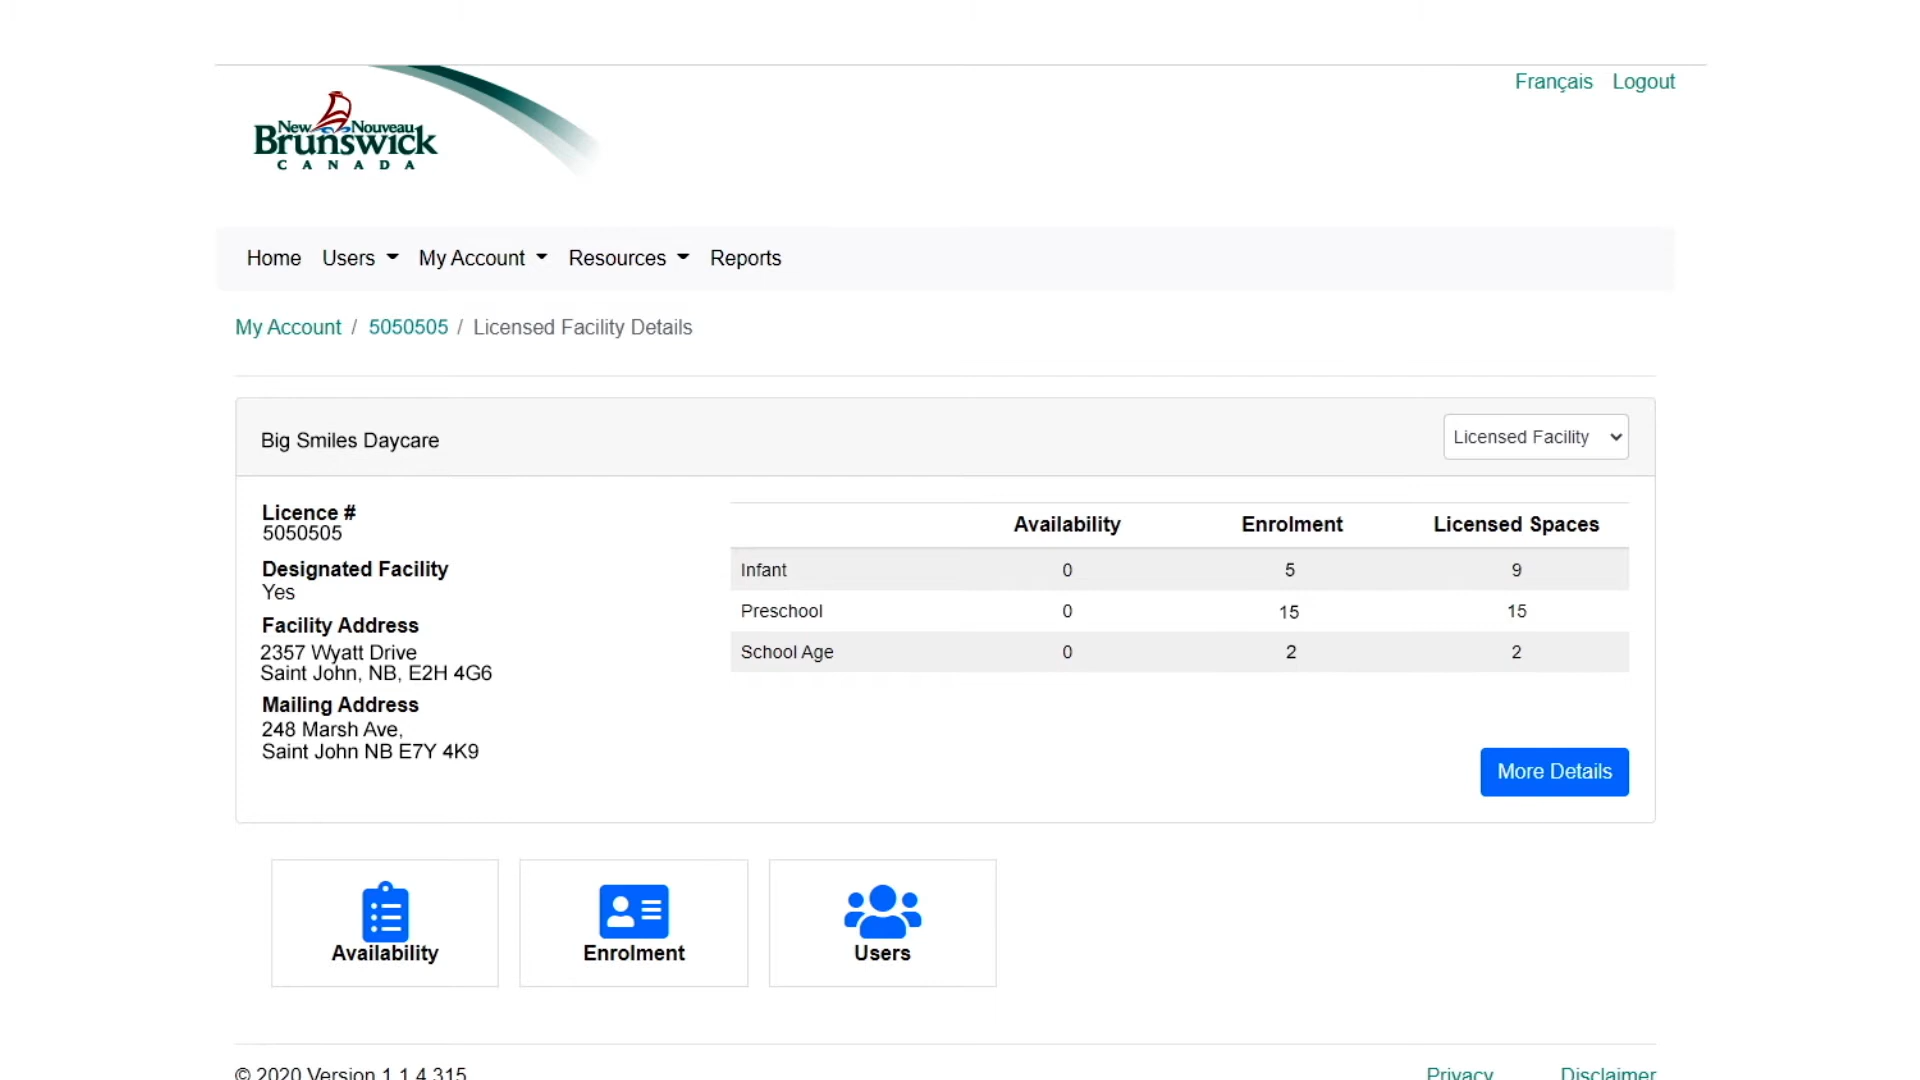 Français Logout
New Nouveau
Brunswick
CANADA
Home Users My Account Resources Reports
My Account / 5050505 / Licensed Facility Details
Big Smiles Daycare
Licensed Facility
Licence #
5050505
Designated Facility
Yes
Facility Address
2357 Wyatt Drive
Saint John, NB, E2H 4G6
Mailing Address
248 Marsh Ave,
Saint John NB E7Y 4K9
Availability Enrolment Licensed Spaces
Infant 0 5 9
Preschool 0 15 15
School Age 0 2 2
More Details
Availability
Enrolment
Users
© 2020 Version 1.1.4.315
Privacy Disclaimer